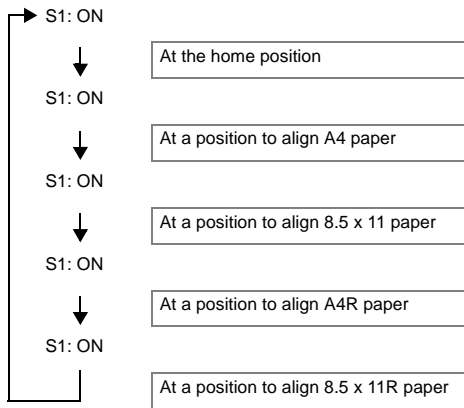 S1: ON
At the home position
S1: ON
At a position to align A4 paper
S1: ON
At a position to align 8.5 x 11 paper
S1: ON
At a position to align A4R paper
S1: ON
At a position to align 8.5 x 11R paper